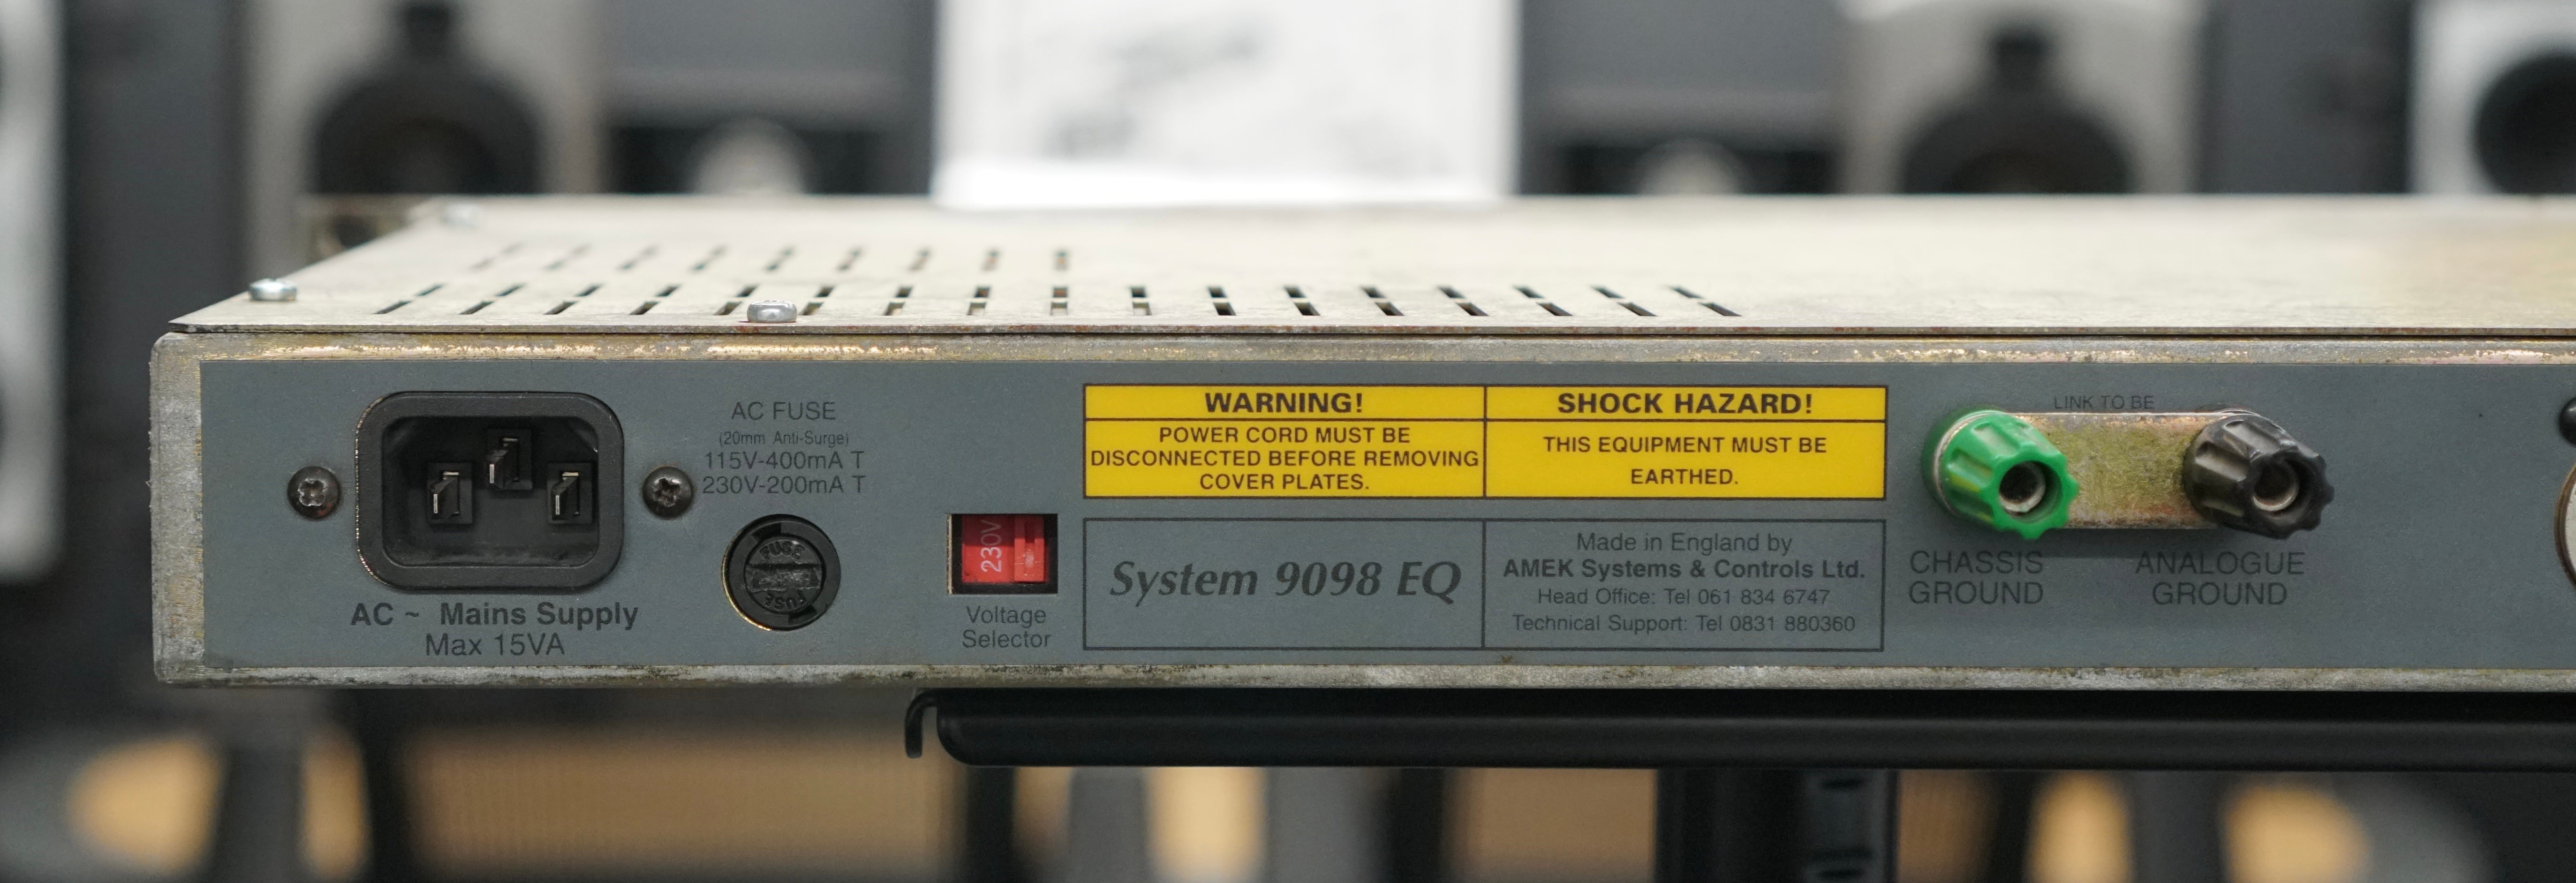 AC ~ Mains Supply
Max 15VA
AC FUSE
(20mm Anti-Surge)
115V-400mA T
230V-200mA T
FUSE
FUSE
230V
Voltage
Selector
WARNING!
POWER CORD MUST BE
DISCONNECTED BEFORE REMOVING
COVER PLATES.
SHOCK HAZARD!
THIS EQUIPMENT MUST BE
EARTHED.
System 9098 EQ
Made in England by
AMEK Systems & Controls Ltd.
Head Office: Tel 061 834 6747
Technical Support: Tel 0831 880360
LINK TO BE
CHASSIS
GROUND
ANALOGUE
GROUND